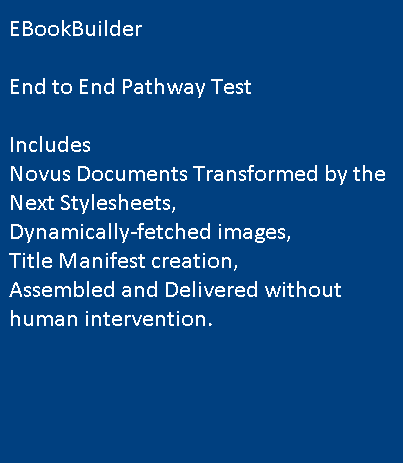 EBookBuilder
End to End Pathway Test
Includes
Novus Documents Transformed by the
Next Stylesheets,
Dynamically-fetched images,
Title Manifest creation,
Assembled and Delivered without
human intervention.